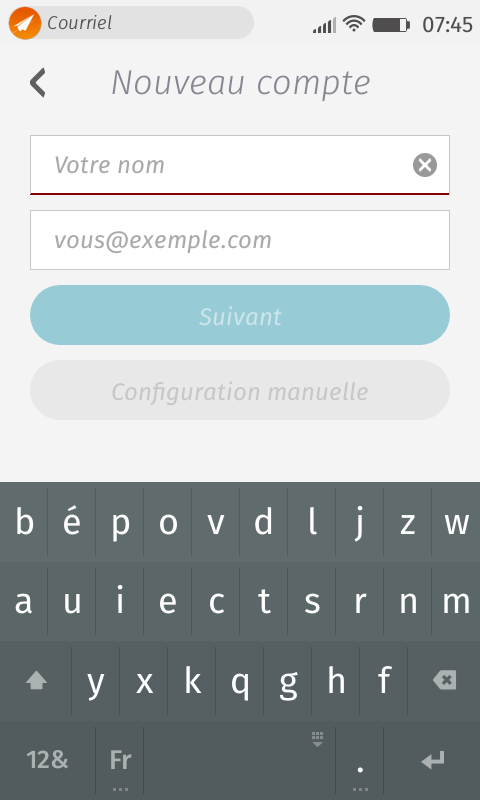 Courriel 07:45
Nouveau compte
Votre nom
vous@exemple.com
Suivant
Configuration manuelle
b é p o v d l j z w
a u i e c t s r n m
y x k q g h f
12& Fr .